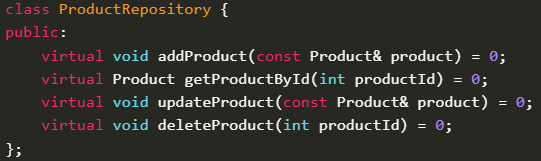 class ProductRepository {
public:
    virtual void addProduct(const Product& product) = 0;
    virtual Product getProductById(int productId) = 0;
    virtual void updateProduct(const Product& product) = 0;
    virtual void deleteProduct(int productId) = 0;
};